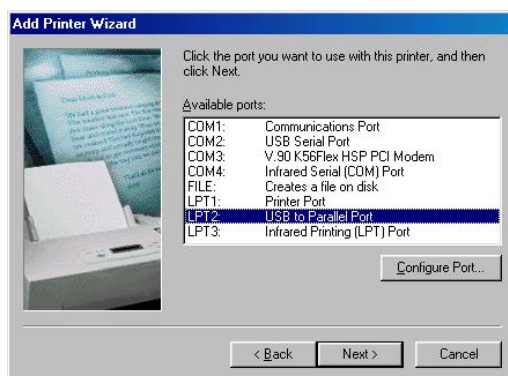 Add Printer Wizard
Click the port you want to use with this printer, and then
click Next.
Available ports:
COM1: Communications Port
COM2: USB Serial Port
COM3: V.90 K56Flex HSP PCI Modem
COM4: Infrared Serial (COM) Port
FILE: Creates a file on disk
LPT1: Printer Port
LPT2: USB to Parallel Port
LPT3: Infrared Printing (LPT) Port
Configure Port...
< Back Next > Cancel